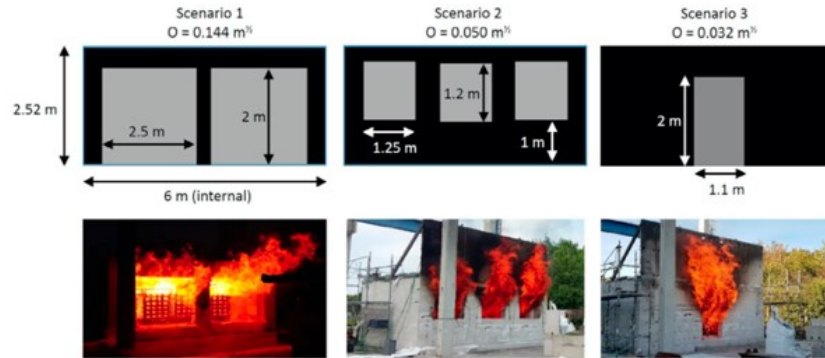 Scenario 1
O = 0.144 m½
Scenario 2
O = 0.050 m½
Scenario 3
O = 0.032 m½
2.52 m
2.5 m
2 m
6 m (internal)
1.2 m
1.25 m
1 m
2 m
1.1 m